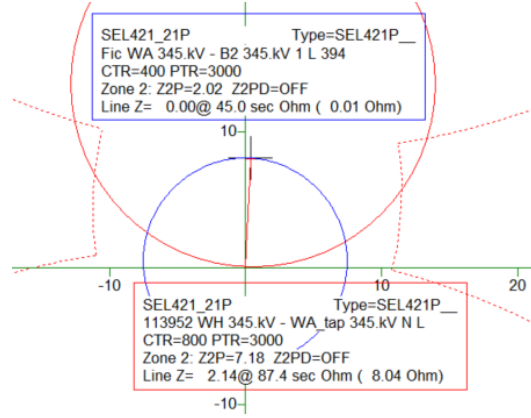 SEL421_21P Type=SEL421P__
Fic WA 345.kV - B2 345.kV 1 L 394
CTR=400 PTR=3000
Zone 2: Z2P=2.02 Z2PD=OFF
Line Z= 0.00@ 45.0 sec Ohm ( 0.01 Ohm)
10
-10
10
20
SEL421_21P Type=SEL421P__
113952 WH 345.kV - WA_tap 345.kV N L
CTR=800 PTR=3000
Zone 2: Z2P=7.18 Z2PD=OFF
Line Z= 2.14@ 87.4 sec Ohm ( 8.04 Ohm)
-10